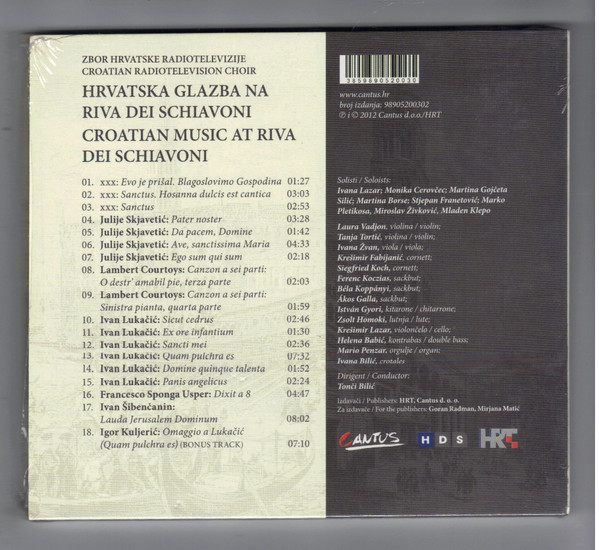 ZBOR HRVATSKE RADIOTELEVIZIJE
CROATIAN RADIOTELEVISION CHOIR
HRVATSKA GLAZBA NA
RIVA DEI SCHIAVONI
CROATIAN MUSIC AT RIVA
DEI SCHIAVONI
01. xxx: Evo je prišal. Blagoslovimo Gospodina 01:27
02. xxx: Sanctus. Hosanna dulcis est cantica 03:03
03. xxx: Sanctus 02:53
04. Julije Skjavetić: Pater noster 03:28
05. Julije Skjavetić: Da pacem, Domine 01:42
06. Julije Skjavetić: Ave, sanctissima Maria 04:33
07. Julije Skjavetić: Ego sum qui sum 02:18
08. Lambert Courtoys: Canzon a sei parti:
O destr' amabil pie, terza parte 02:03
09. Lambert Courtoys: Canzon a sei parti:
Sinistra pianta, quarta parte 01:59
10. Ivan Lukačić: Sicut cedrus 02:46
11. Ivan Lukačić: Ex ore infantium 01:30
12. Ivan Lukačić: Sancti mei 02:36
13. Ivan Lukačić: Quam pulchra es 07:32
14. Ivan Lukačić: Domine quinque talenta 01:52
15. Ivan Lukačić: Panis angelicus 02:24
16. Francesco Sponga Usper: Dixit a 8 04:47
17. Ivan Šibenčanin:
Lauda Jerusalem Dominum 08:02
18. Igor Kuljerić: Omaggio a Lukačić
(Quam pulchra es) (BONUS TRACK) 07:10
3859890520030
www.cantus.hr
broj izdanja: 98905200302
℗ i © 2012 Cantus d.o.o./HRT
Solisti / Soloists:
Ivana Lazar; Monika Cerovčec; Martina Gojčeta
Silić; Martina Borse; Stjepan Franetović; Marko
Pletikosa, Miroslav Živković, Mladen Klepo
Laura Vadjon, violina / violin;
Tanja Tortić, violina / violin;
Ivana Žvan, viola / viola;
Krešimir Fabijanić, cornett;
Siegfried Koch, cornett;
Ferenc Koczias, sackbut;
Béla Koppányi, sackbut;
Ákos Galla, sackbut;
István Györi, kitarone / chitarrone;
Zsolt Homoki, lutnja / lute;
Krešimir Lazar, violončelo / cello;
Helena Babić, kontrabas / double bass;
Mario Penzar, orgulje / organ;
Ivana Bilić, crotales
Dirigent / Conductor:
Tonči Bilić
Izdavači / Publishers: HRT, Cantus d. o. o.
Za izdavače / For the publishers: Goran Radman, Mirjana Matić
CANTUS HDS HRT